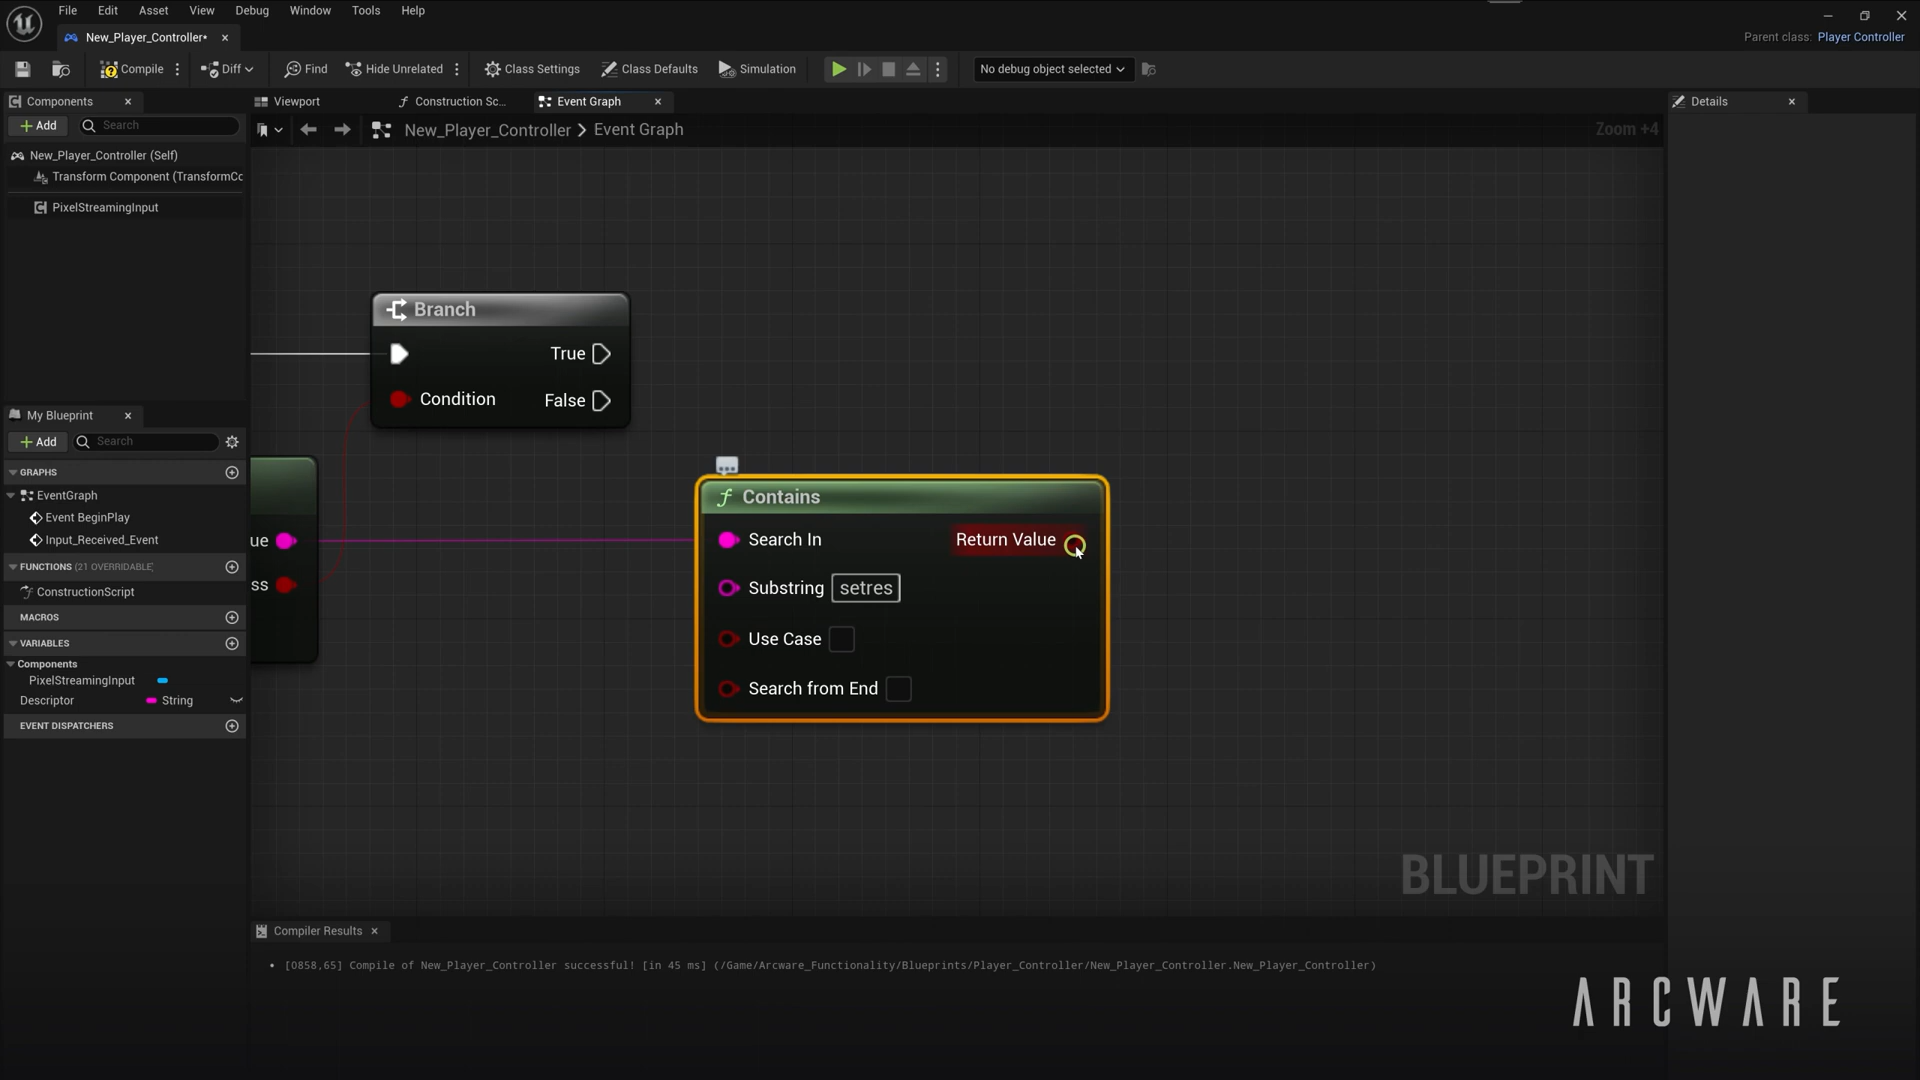 File Edit Asset View Debug Window Tools Help
New_Player_Controller•
Parent class: Player Controller
Compile Diff Find Hide Unrelated Class Settings Class Defaults Simulation No debug object selected
Components
Viewport Construction Sc... Event Graph
Details
Add Search
New_Player_Controller > Event Graph
Zoom +4
New_Player_Controller (Self)
Transform Component (TransformCo
PixelStreamingInput
Branch
True
Condition False
My Blueprint
Add Search
GRAPHS
EventGraph
Event BeginPlay
Input_Received_Event
FUNCTIONS (21 OVERRIDABLE)
ConstructionScript
MACROS
VARIABLES
Components
PixelStreamingInput
Descriptor String
EVENT DISPATCHERS
ue
ss
Contains
Search In Return Value
Substring setres
Use Case
Search from End
BLUEPRINT
Compiler Results
• [0858,65] Compile of New_Player_Controller successful! [in 45 ms] (/Game/Arcware_Functionality/Blueprints/Player_Controller/New_Player_Controller.New_Player_Controller)
ARCWARE